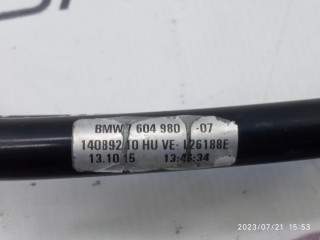 BMW 7 604 980 -07
140892 10 HU VE- L26188E
13.10.15 13:43:34
2023/07/21 15:53